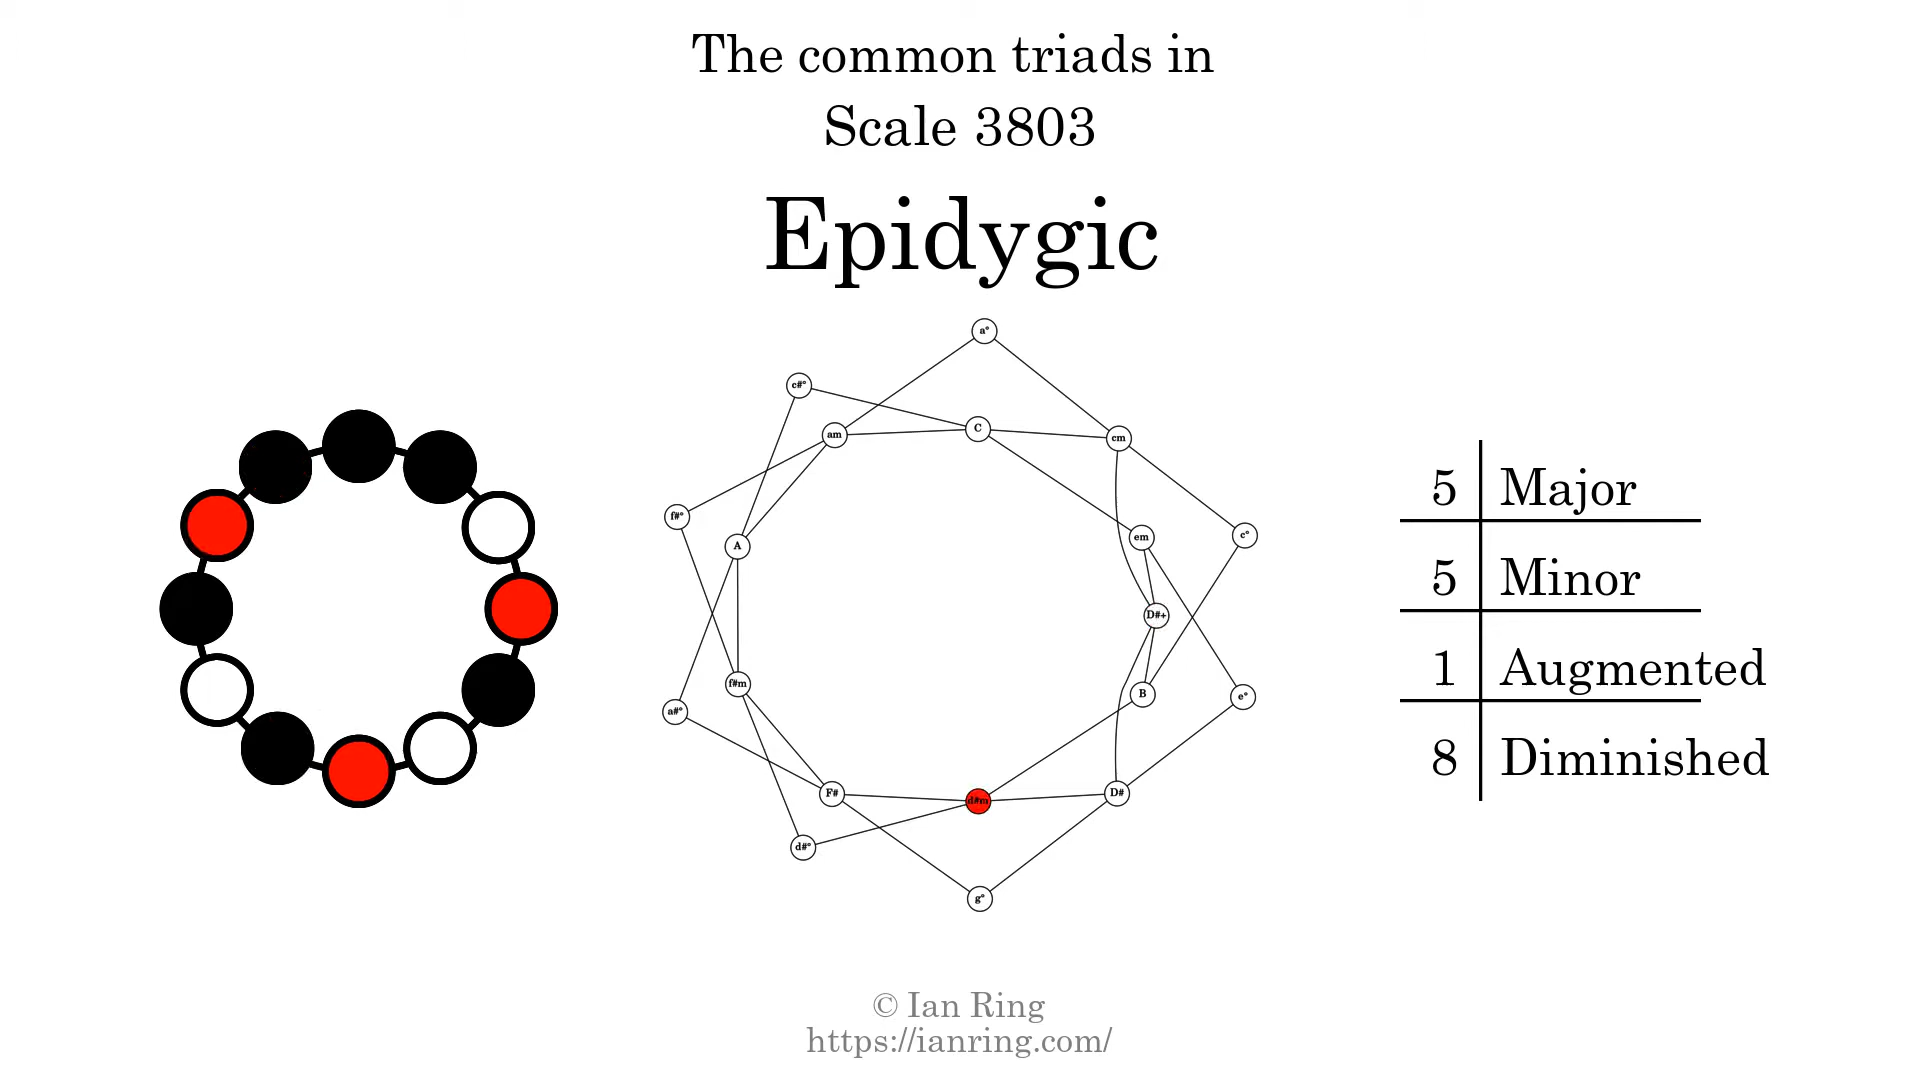 The common triads in
Scale 3803
Epidygic
a°
c#°
C
am
cm
f#°
c°
em
A
D#+
f#m
B
e°
a#°
F#
d#m
D#
d#°
g°
5 Major
5 Minor
1 Augmented
8 Diminished
© Ian Ring
https://ianring.com/